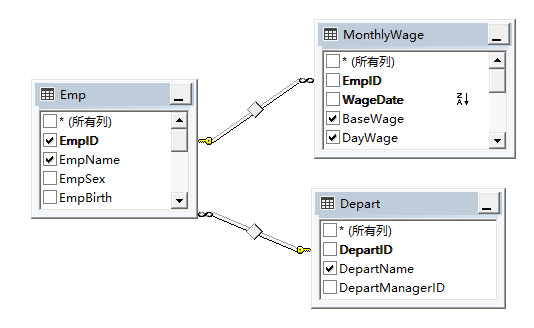 MonthlyWage
* (所有列)
EmpID
WageDate
BaseWage
DayWage
Emp
* (所有列)
EmpID
EmpName
EmpSex
EmpBirth
Depart
* (所有列)
DepartID
DepartName
DepartManagerID